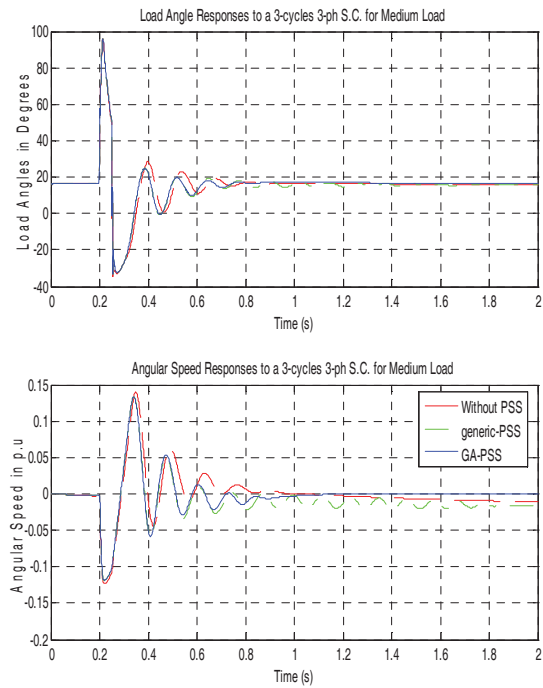 Load Angle Responses to a 3-cycles 3-ph S.C. for Medium Load
Load Angles in Degrees
100
80
60
40
20
0
-20
-40
0 0.2 0.4 0.6 0.8 1 1.2 1.4 1.6 1.8 2
Time (s)
Angular Speed Responses to a 3-cycles 3-ph S.C. for Medium Load
Angular Speed in p.u
0.15
0.1
0.05
0
-0.05
-0.1
-0.15
-0.2
Without PSS
generic-PSS
GA-PSS
0 0.2 0.4 0.6 0.8 1 1.2 1.4 1.6 1.8 2
Time (s)